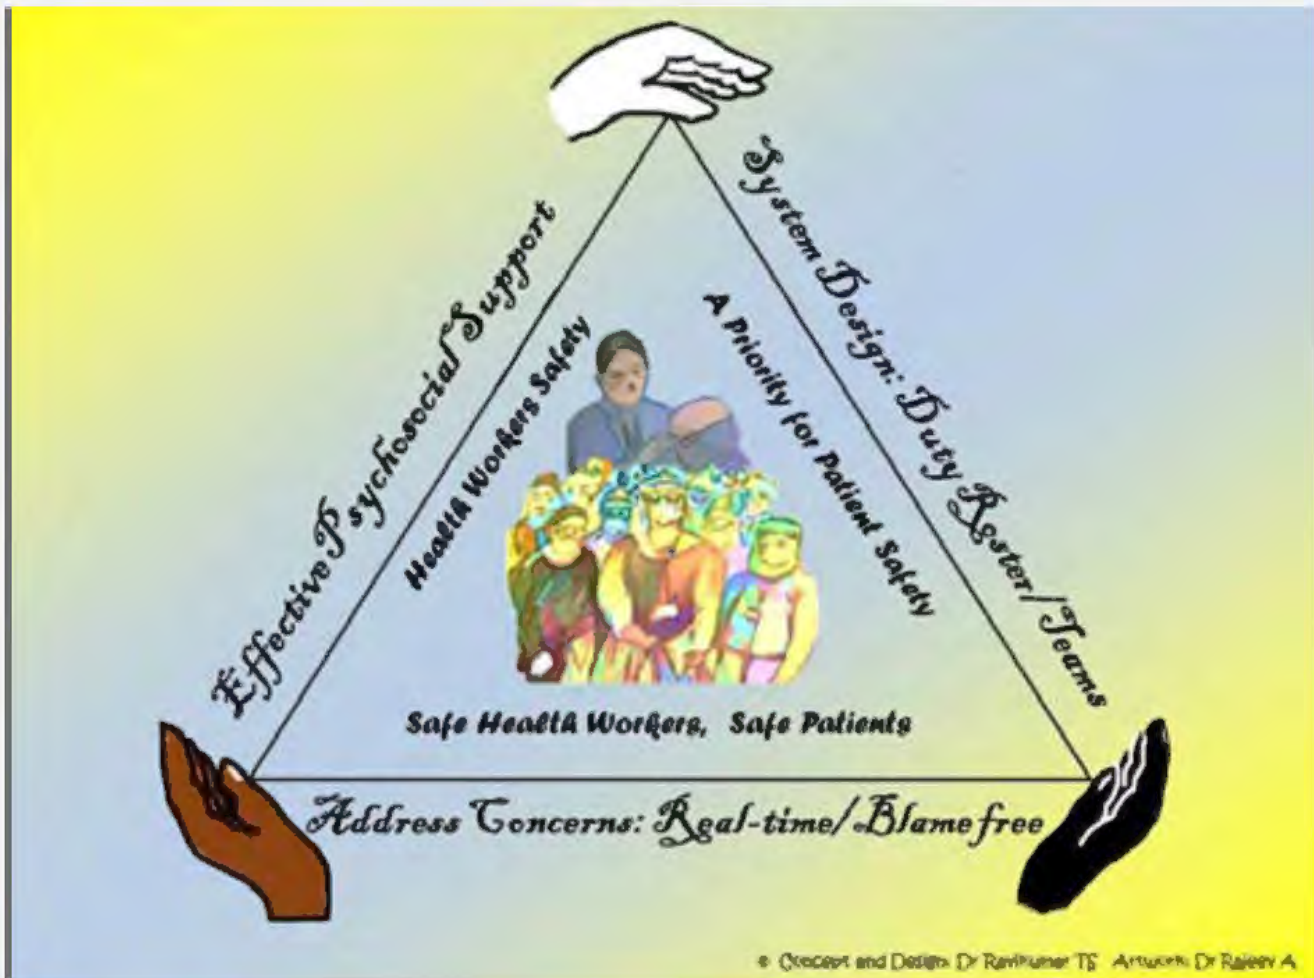 Effective Psychosocial Support
System Design: Duty Roster/Teams
Health Workers Safety
A Priority for Patient Safety
Safe Health Workers, Safe Patients
Address Concerns: Real-time/Blame free
© Concept and Design: Dr Ravikumar TS Artwork: Dr Rajeev A